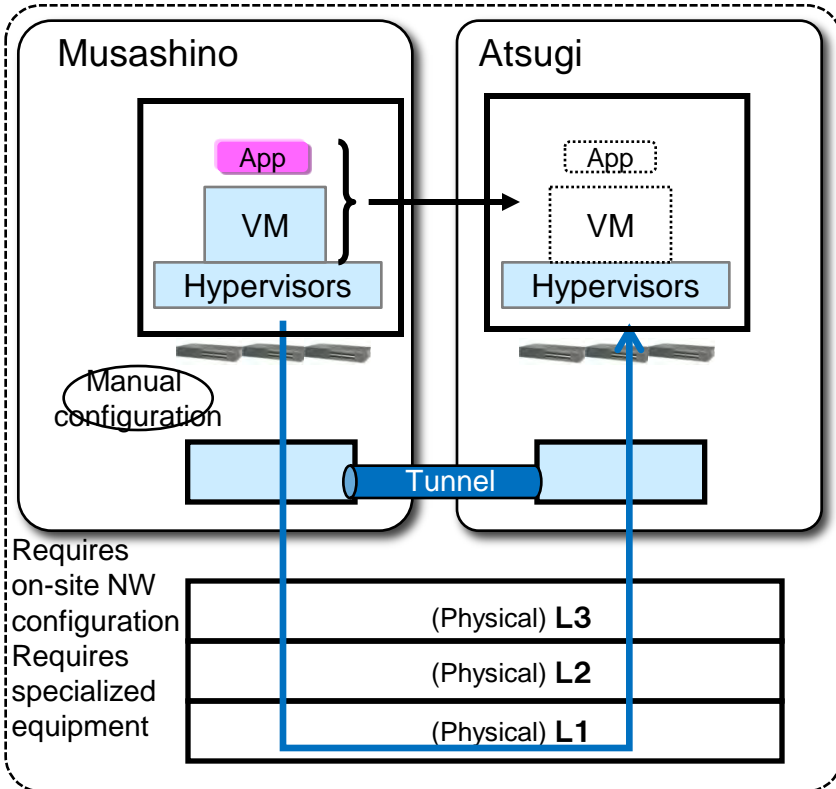 Musashino
Atsugi
App
App
VM
VM
Hypervisors
Hypervisors
Manual
configuration
Tunnel
Requires
on-site NW
configuration
Requires
specialized
equipment
(Physical) L3
(Physical) L2
(Physical) L1